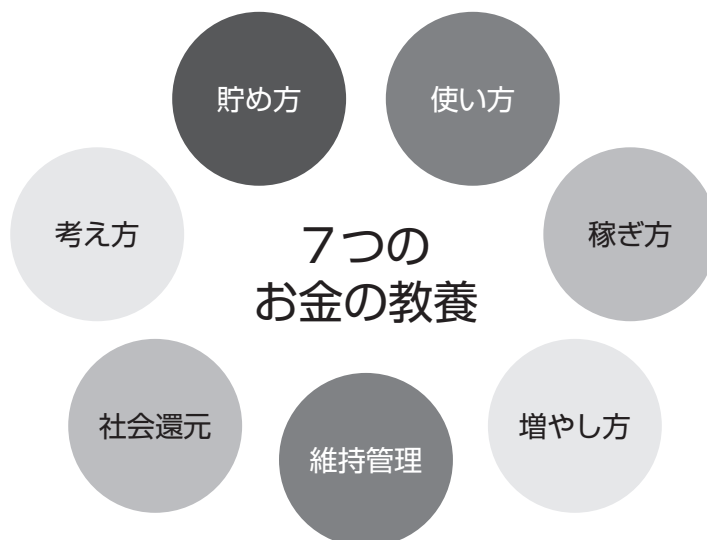 貯め方
使い方
考え方
７つの
お金の教養
稼ぎ方
社会還元
増やし方
維持管理